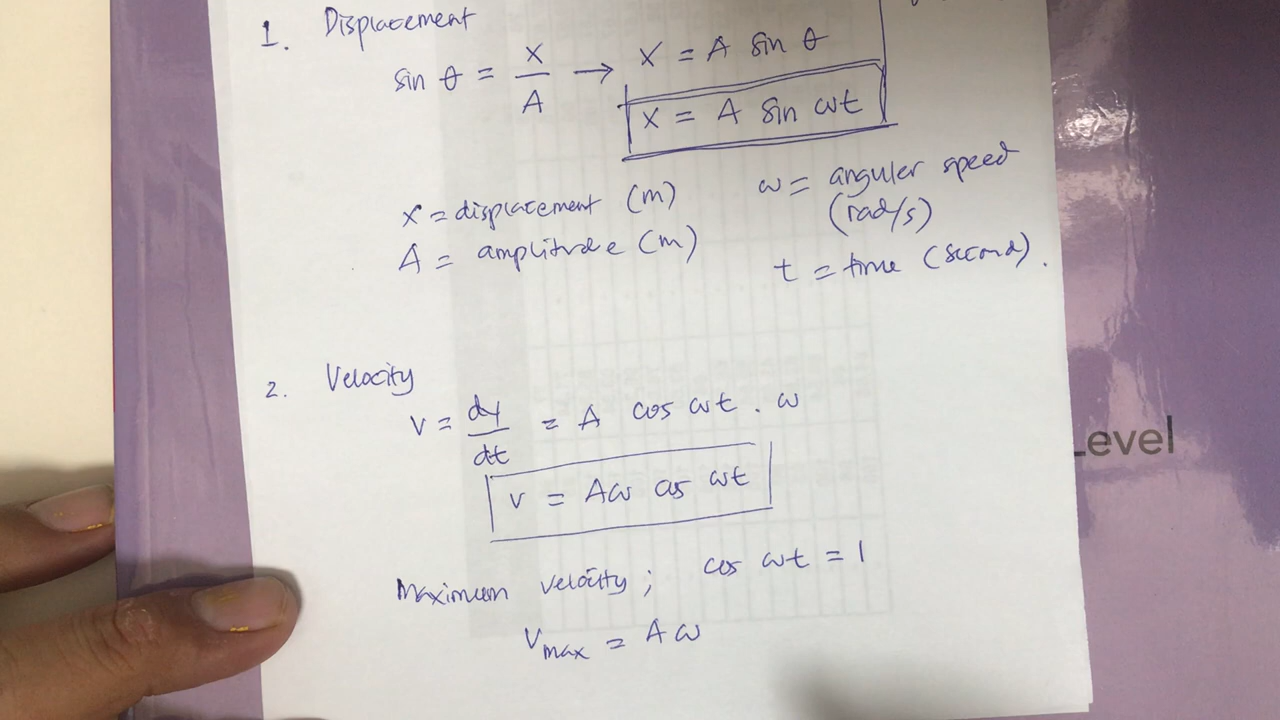 1. Displacement
sin θ = x/A → x = A sin θ
x = A sin ωt
x = displacement (m)
A = amplitude (m)
ω = anguler speed
(rad/s)
t = time (second).
2. Velocity
v = dy/dt = A cos ωt . ω
v = Aω cos ωt
Maximum velocity; cos ωt = 1
Vmax = Aω
Level